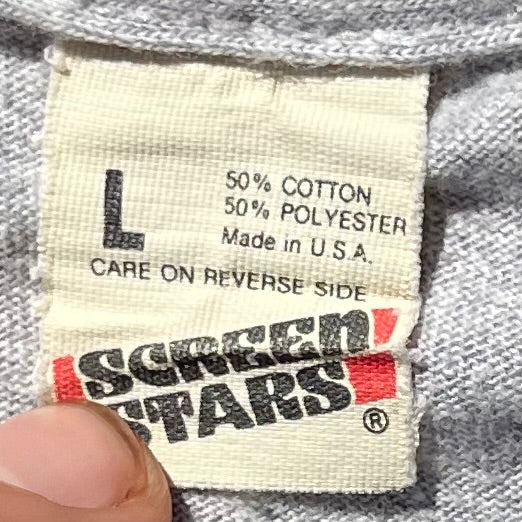 L
50% COTTON
50% POLYESTER
Made in U.S.A.
CARE ON REVERSE SIDE
SCREEN
STARS
®